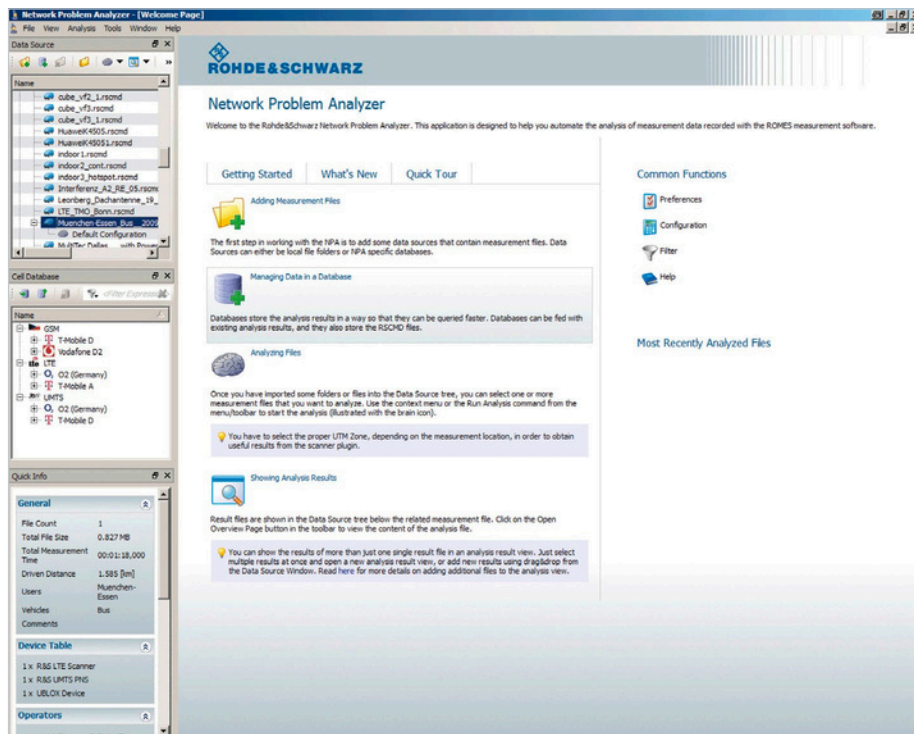 Network Problem Analyzer - [Welcome Page]
File View Analysis Tools Window Help
Data Source
Name
cube_vf2_1.rscmd
cube_vf3.rscmd
cube_vf3_1.rscmd
HuaweiK4505.rscmd
HuaweiK45051.rscmd
indoor1.rscmd
indoor2_cont.rscmd
indoor3_hotspot.rscmd
Interferenz_A2_RE_05.rscmd
Leonberg_Dachantenne_19_
LTE_TMO_Bonn.rscmd
Muenchen-Essen_Bus__2009
Default Configuration
Cell Database
<Filter Expression
Name
GSM
T-Mobile D
Vodafone D2
LTE
O2 (Germany)
T-Mobile A
UMTS
O2 (Germany)
T-Mobile D
Quick Info
General
File Count 1
Total File Size 0.827 MB
Total Measurement Time 00:01:18,000
Driven Distance 1.585 [km]
Users Muenchen-Essen
Vehicles Bus
Comments
Device Table
1 x R&S LTE Scanner
1 x R&S UMTS PNS
1 x UBLOX Device
Operators
ROHDE&SCHWARZ
Network Problem Analyzer
Welcome to the Rohde&Schwarz Network Problem Analyzer. This application is designed to help you automate the analysis of measurement data recorded with the ROMES measurement software.
Getting Started What's New Quick Tour
Adding Measurement Files
The first step in working with the NPA is to add some data sources that contain measurement files. Data
Sources can either be local file folders or NPA specific databases.
Managing Data in a Database
Databases store the analysis results in a way so that they can be queried faster. Databases can be fed with
existing analysis results, and they also store the RSCMD files.
Analyzing Files
Once you have imported some folders or files into the Data Source tree, you can select one or more
measurement files that you want to analyze. Use the context menu or the Run Analysis command from the
menu/toolbar to start the analysis (illustrated with the brain icon).
You have to select the proper UTM Zone, depending on the measurement location, in order to obtain
useful results from the scanner plugin.
Showing Analysis Results
Result files are shown in the Data Source tree below the related measurement file. Click on the Open
Overview Page button in the toolbar to view the content of the analysis file.
You can show the results of more than just one single result file in an analysis result view. Just select
multiple results at once and open a new analysis result view, or add new results using drag&drop from
the Data Source Window. Read here for more details on adding additional files to the analysis view.
Common Functions
Preferences
Configuration
Filter
Help
Most Recently Analyzed Files